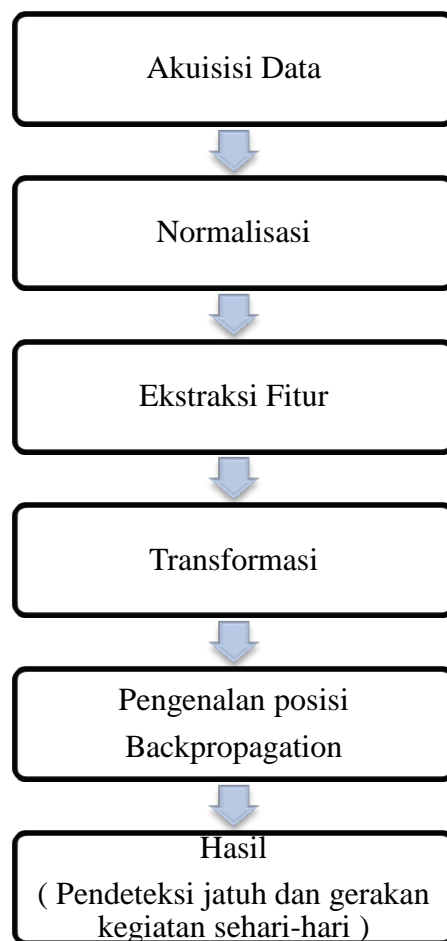 Akuisisi Data
Normalisasi
Ekstraksi Fitur
Transformasi
Pengenalan posisi
Backpropagation
Hasil
( Pendeteksi jatuh dan gerakan
kegiatan sehari-hari )